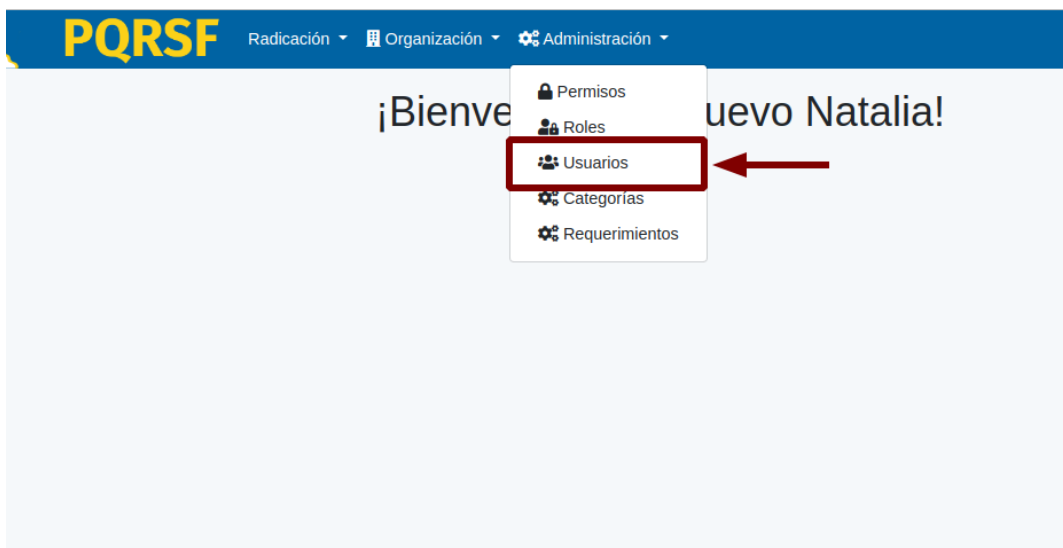 PQRSF Radicación Organización Administración
¡Bienve uevo Natalia!
Permisos
Roles
Usuarios
Categorías
Requerimientos